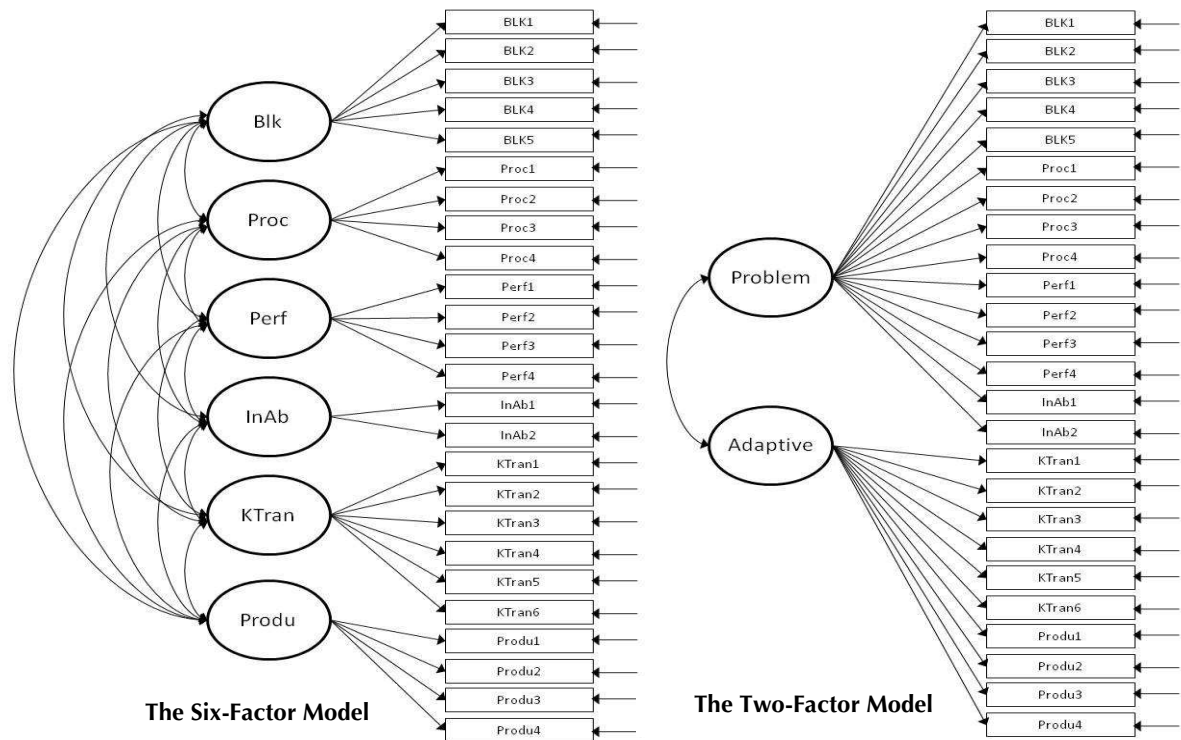 Blk
Proc
Perf
InAb
KTran
Produ
BLK1
BLK2
BLK3
BLK4
BLK5
Proc1
Proc2
Proc3
Proc4
Perf1
Perf2
Perf3
Perf4
InAb1
InAb2
KTran1
KTran2
KTran3
KTran4
KTran5
KTran6
Produ1
Produ2
Produ3
Produ4
The Six-Factor Model
Problem
Adaptive
BLK1
BLK2
BLK3
BLK4
BLK5
Proc1
Proc2
Proc3
Proc4
Perf1
Perf2
Perf3
Perf4
InAb1
InAb2
KTran1
KTran2
KTran3
KTran4
KTran5
KTran6
Produ1
Produ2
Produ3
Produ4
The Two-Factor Model